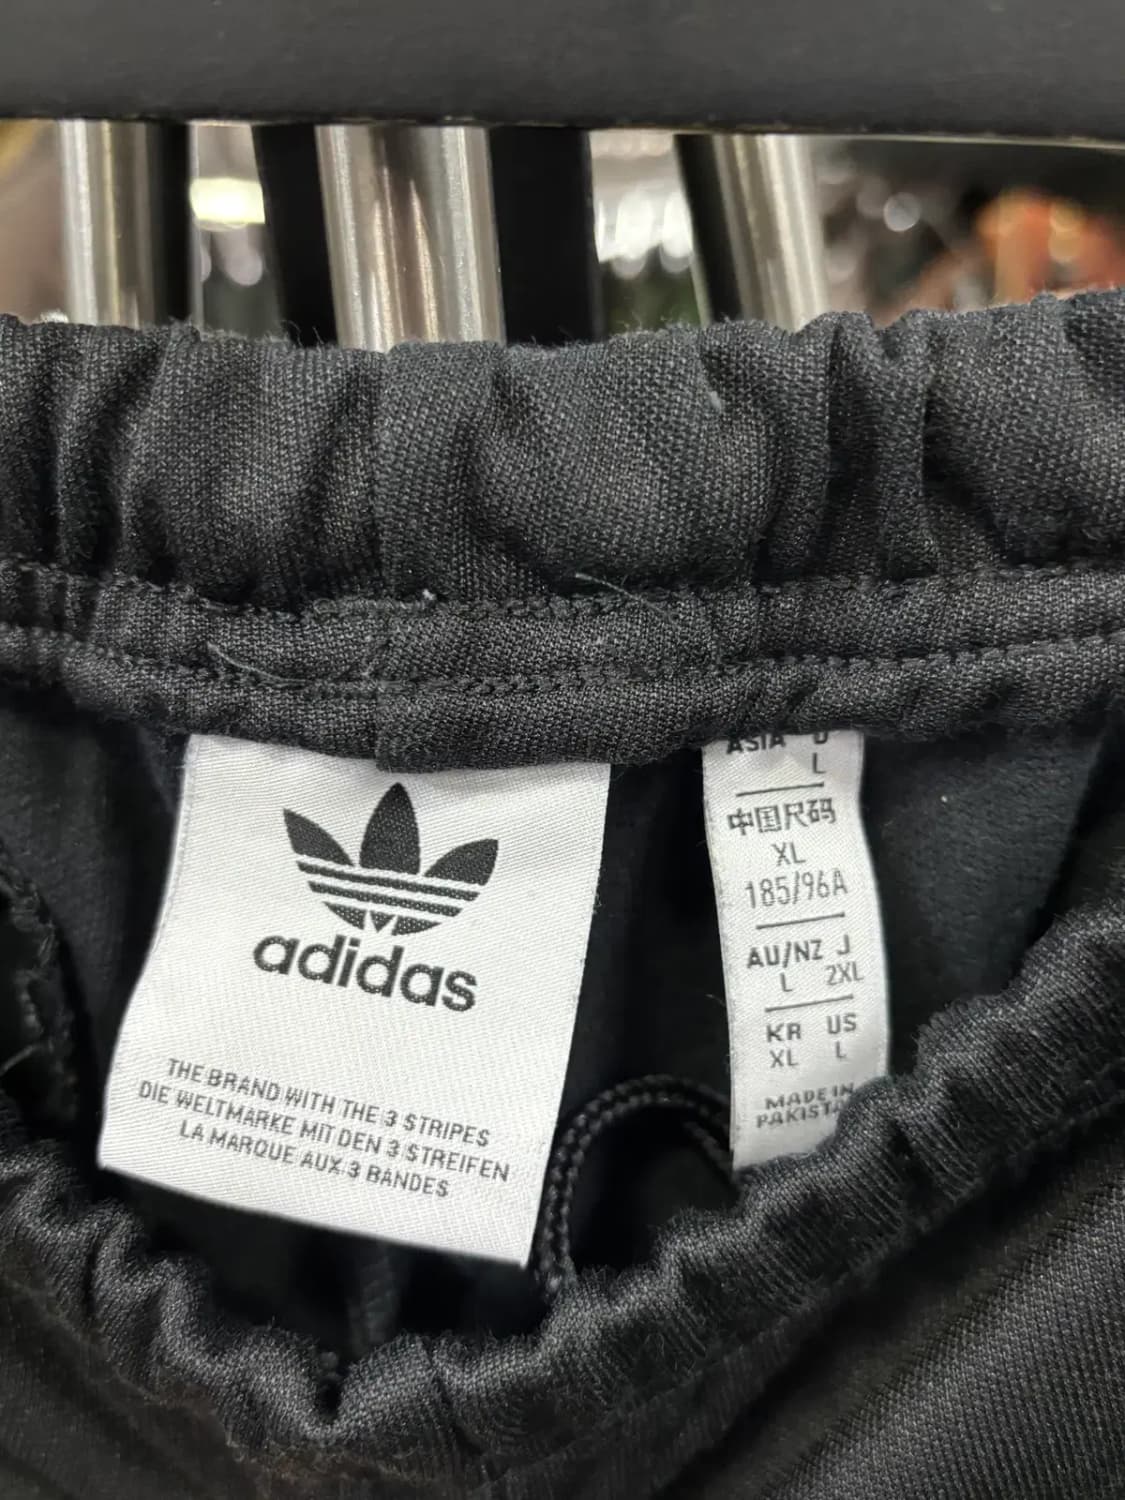 adidas
THE BRAND WITH THE 3 STRIPES
DIE WELTMARKE MIT DEN 3 STREIFEN
LA MARQUE AUX 3 BANDES
ASIA
L
中国尺码
XL
185/96A
AU/NZ J
L 2XL
KR US
XL L
MADE IN